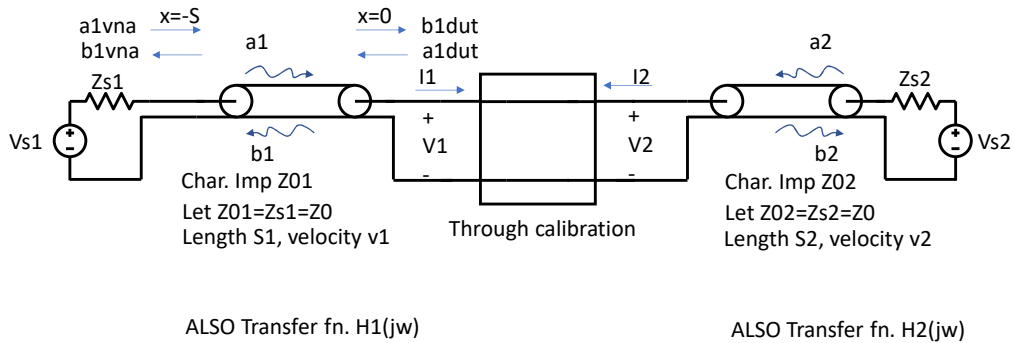 a1vna
x=-S
x=0
b1dut
b1vna
a1dut
a1
a2
Zs1
I1
I2
Zs2
Vs1
+
-
+
V1
-
+
V2
-
+
-
Vs2
b1
b2
Char. Imp Z01
Let Z01=Zs1=Z0
Length S1, velocity v1
Through calibration
Char. Imp Z02
Let Z02=Zs2=Z0
Length S2, velocity v2
ALSO Transfer fn. H1(jw)
ALSO Transfer fn. H2(jw)